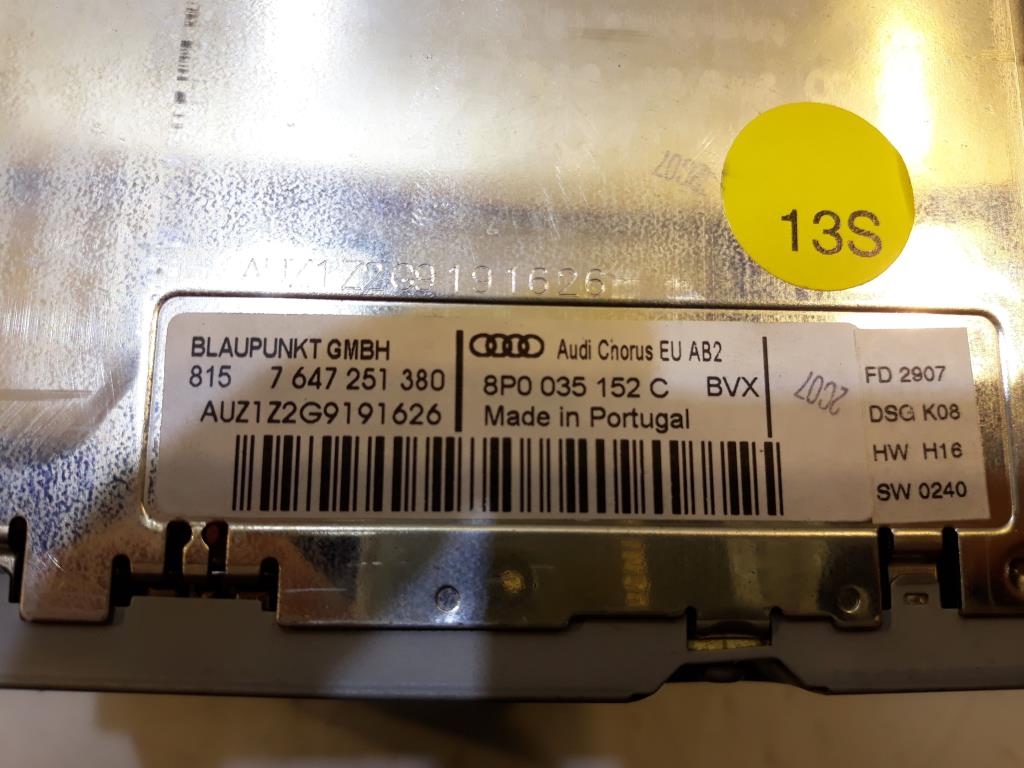 13S
AUZ1Z2G9191626
BLAUPUNKT GMBH
815 7 647 251 380
AUZ1Z2G9191626
Audi Chorus EU AB2
8P0 035 152 C BVX
Made in Portugal
FD 2907
DSG K08
HW H16
SW 0240